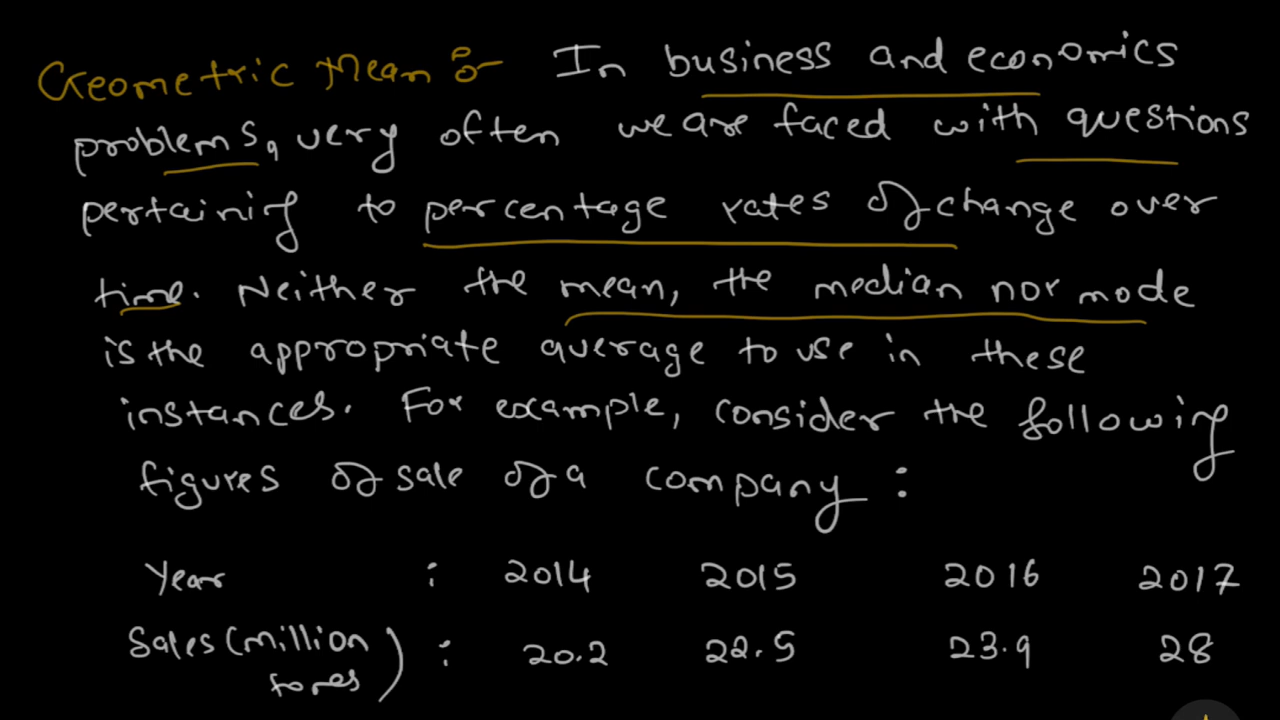 Geometric Mean :- In business and economics
problems, very often we are faced with questions
pertaining to percentage rates of change over
time. Neither the mean, the median nor mode
is the appropriate average to use in these
instances. For example, consider the following
figures of sale of a company :
Year : 2014 2015 2016 2017
Sales (million : 20.2 22.5 23.9 28
tones)